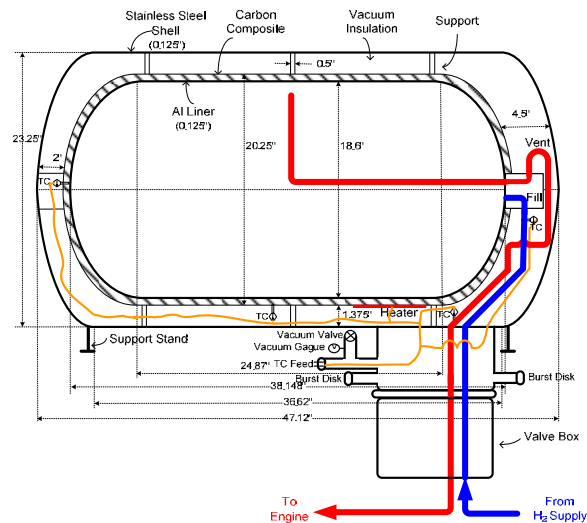 Stainless Steel
Shell
(0.125")
Carbon
Composite
Vacuum
Insulation
Support
0.5"
Al Liner
(0.125")
4.5"
23.25"
20.25"
18.6"
Vent
2"
TC
Fill
TC
1.375"
Heater
TC
TC
Support Stand
Vacuum Valve
Vacuum Gague
V
TC Feed
24.87"
Burst Disk
Burst Disk
38.148"
36.62"
47.12"
Valve Box
To
Engine
From
H2 Supply